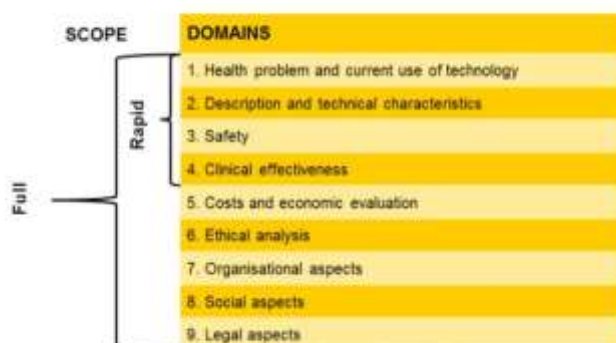 SCOPE
DOMAINS
Full
Rapid
1. Health problem and current use of technology
2. Description and technical characteristics
3. Safety
4. Clinical effectiveness
5. Costs and economic evaluation
6. Ethical analysis
7. Organisational aspects
8. Social aspects
9. Legal aspects